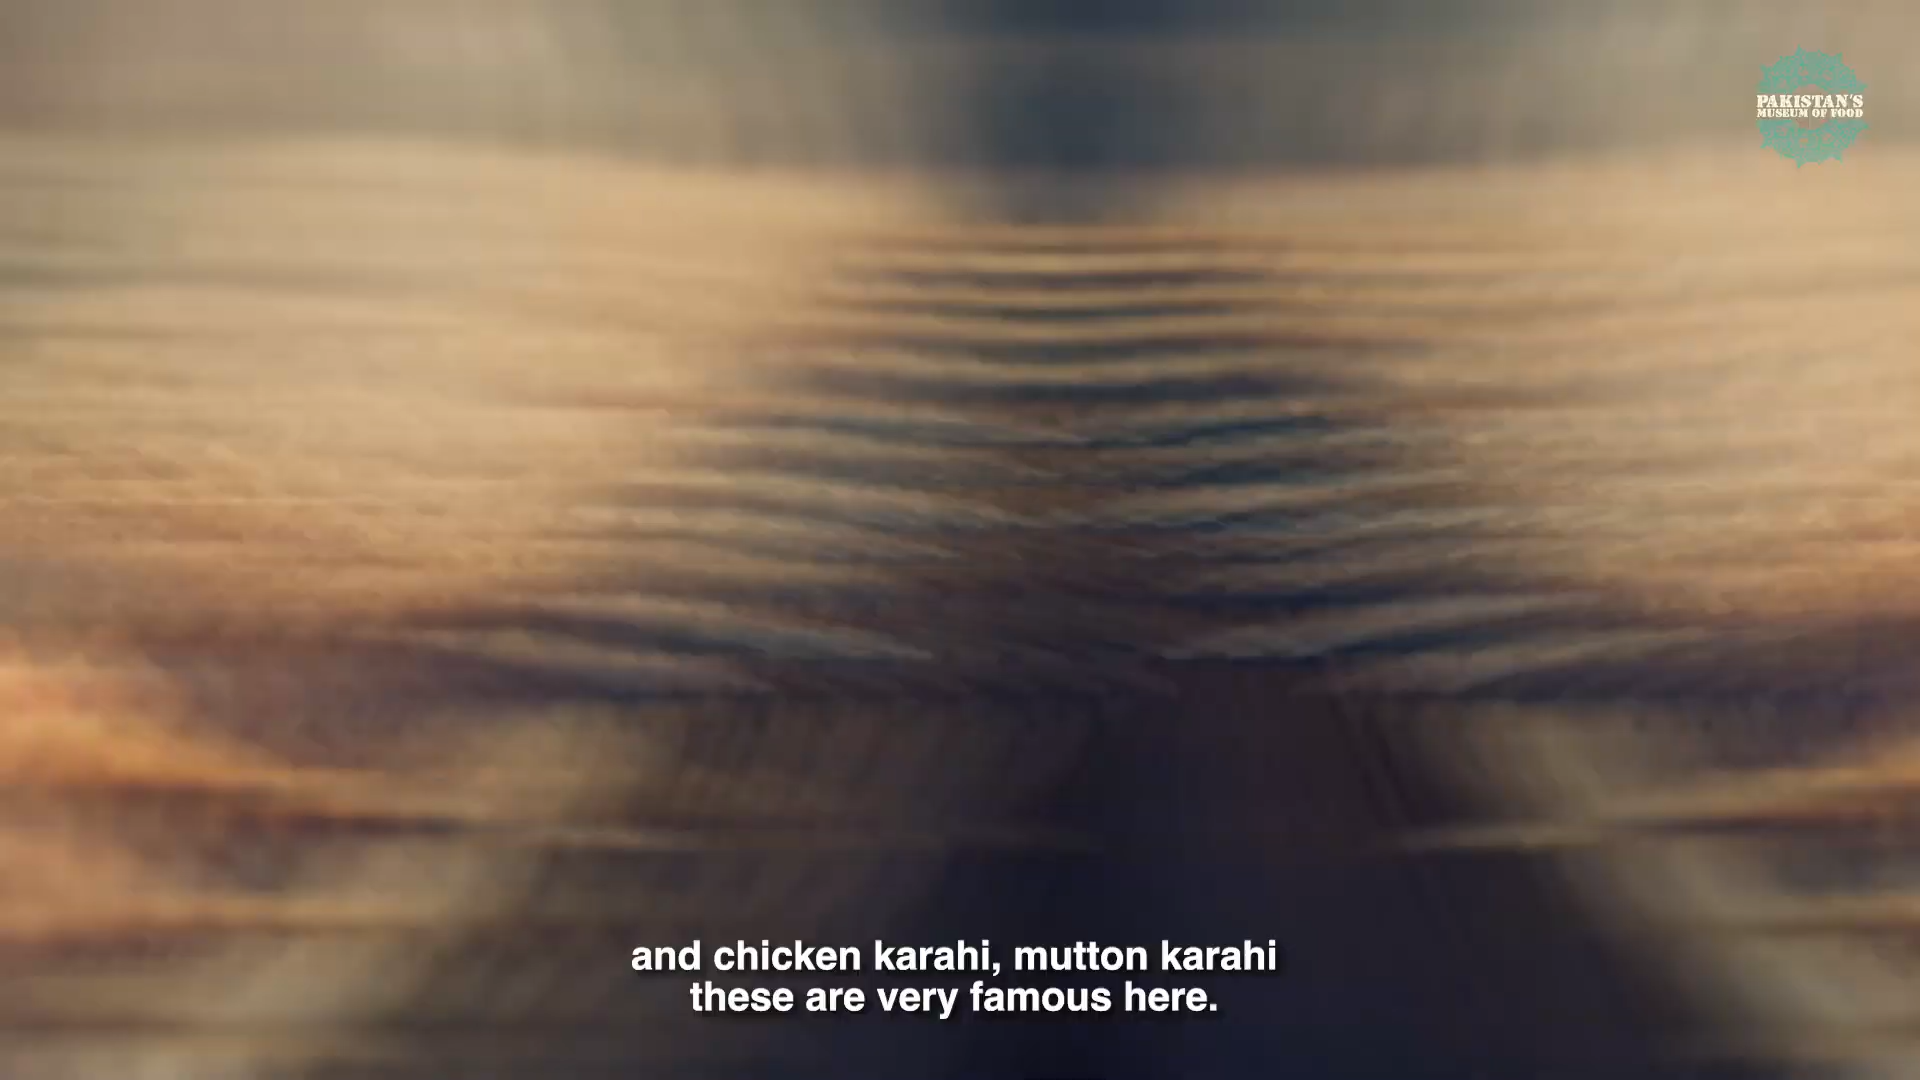 PAKISTAN'S
MUSEUM OF FOOD
and chicken karahi, mutton karahi
these are very famous here.